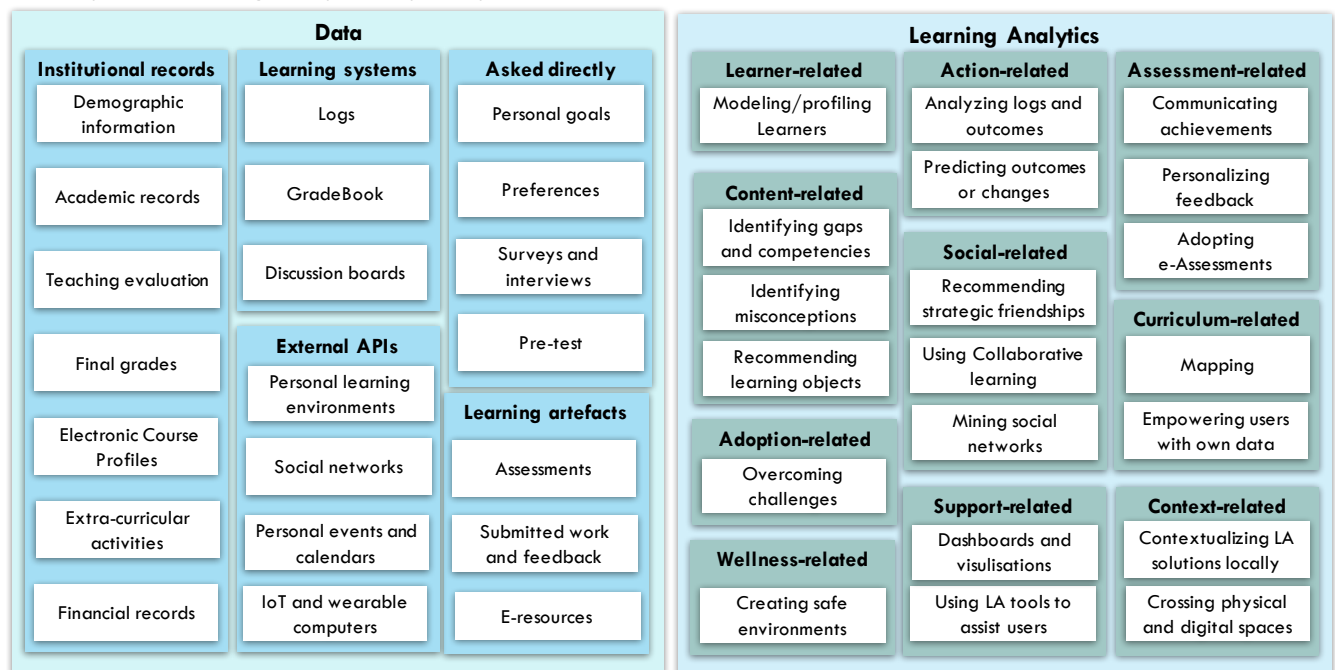 Data
Institutional records
Demographic
information
Academic records
Teaching evaluation
Final grades
Electronic Course
Profiles
Extra-curricular
activities
Financial records
Learning systems
Logs
GradeBook
Discussion boards
External APIs
Personal learning
environments
Social networks
Personal events and
calendars
IoT and wearable
computers
Asked directly
Personal goals
Preferences
Surveys and
interviews
Pre-test
Learning artefacts
Assessments
Submitted work
and feedback
E-resources
Learning Analytics
Learner-related
Modeling/profiling
Learners
Content-related
Identifying gaps
and competencies
Identifying
misconceptions
Recommending
learning objects
Adoption-related
Overcoming
challenges
Wellness-related
Creating safe
environments
Action-related
Analyzing logs and
outcomes
Predicting outcomes
or changes
Social-related
Recommending
strategic friendships
Using Collaborative
learning
Mining social
networks
Support-related
Dashboards and
visulisations
Using LA tools to
assist users
Assessment-related
Communicating
achievements
Personalizing
feedback
Adopting
e-Assessments
Curriculum-related
Mapping
Empowering users
with own data
Context-related
Contextualizing LA
solutions locally
Crossing physical
and digital spaces